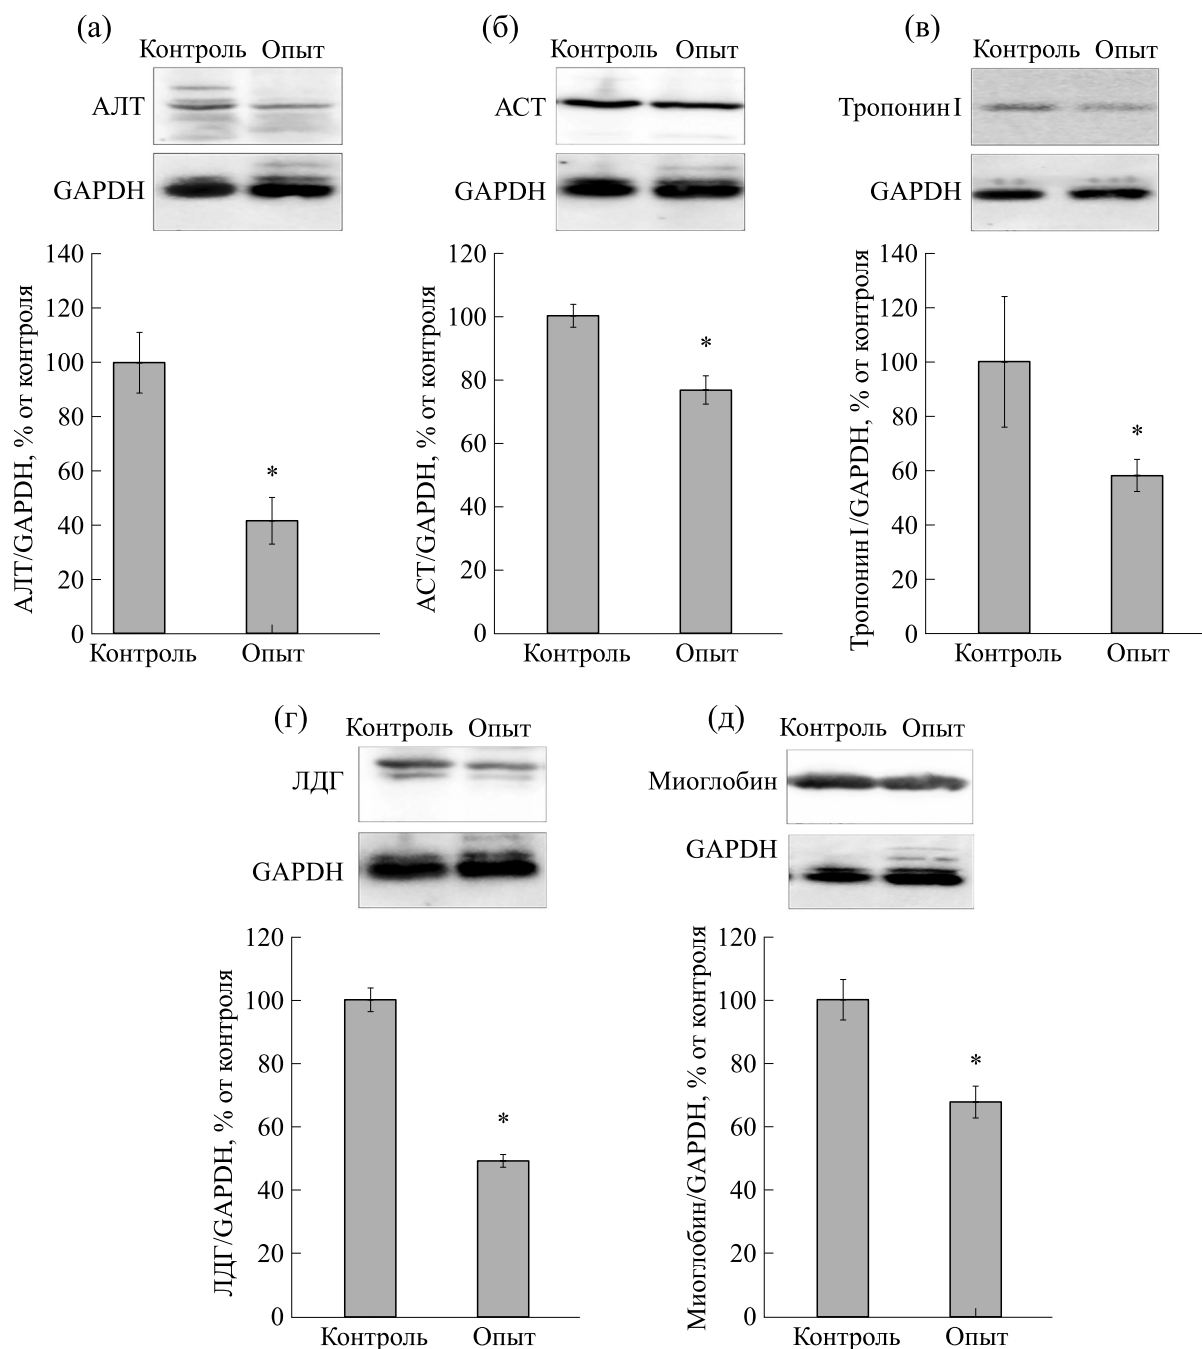 (а)
Контроль Опыт
АЛТ
GAPDH
АЛТ/GAPDH, % от контроля
140
120
100
80
60
40
20
0
*
Контроль Опыт
(б)
Контроль Опыт
АСТ
GAPDH
АСТ/GAPDH, % от контроля
120
100
80
60
40
20
0
*
Контроль Опыт
(в)
Контроль Опыт
Тропонин I
GAPDH
Тропонин I/GAPDH, % от контроля
140
120
100
80
60
40
20
0
*
Контроль Опыт
(г)
Контроль Опыт
ЛДГ
GAPDH
ЛДГ/GAPDH, % от контроля
120
100
80
60
40
20
0
*
Контроль Опыт
(д)
Контроль Опыт
Миоглобин
GAPDH
Миоглобин/GAPDH, % от контроля
120
100
80
60
40
20
0
*
Контроль Опыт